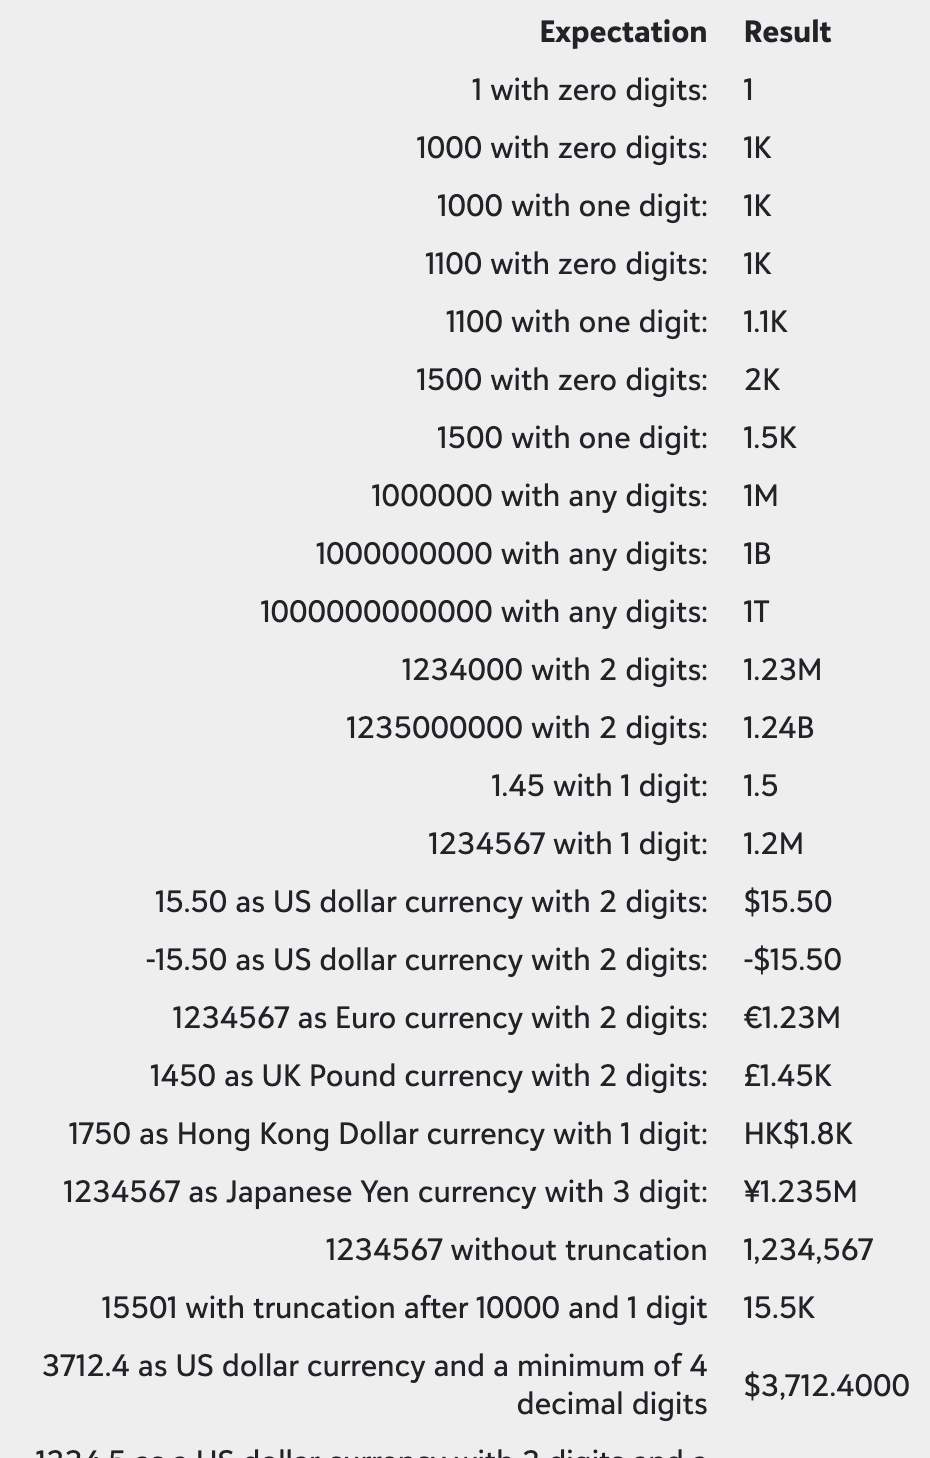 Expectation Result
1 with zero digits: 1
1000 with zero digits: 1K
1000 with one digit: 1K
1100 with zero digits: 1K
1100 with one digit: 1.1K
1500 with zero digits: 2K
1500 with one digit: 1.5K
1000000 with any digits: 1M
1000000000 with any digits: 1B
1000000000000 with any digits: 1T
1234000 with 2 digits: 1.23M
1235000000 with 2 digits: 1.24B
1.45 with 1 digit: 1.5
1234567 with 1 digit: 1.2M
15.50 as US dollar currency with 2 digits: $15.50
-15.50 as US dollar currency with 2 digits: -$15.50
1234567 as Euro currency with 2 digits: €1.23M
1450 as UK Pound currency with 2 digits: £1.45K
1750 as Hong Kong Dollar currency with 1 digit: HK$1.8K
1234567 as Japanese Yen currency with 3 digit: ¥1.235M
1234567 without truncation 1,234,567
15501 with truncation after 10000 and 1 digit 15.5K
3712.4 as US dollar currency and a minimum of 4
decimal digits $3,712.4000
as a US dollar currency with digits and a